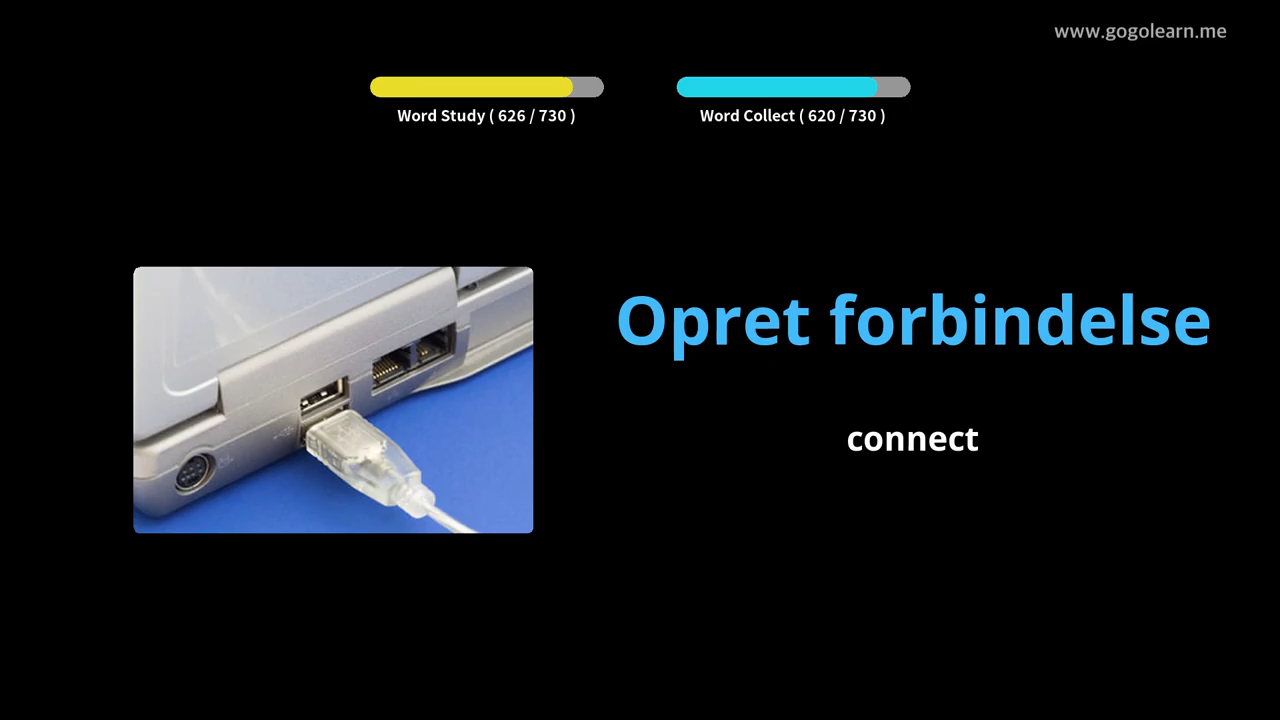 www.gogolearn.me
Word Study ( 626 / 730 )
Word Collect ( 620 / 730 )
Opret forbindelse
connect